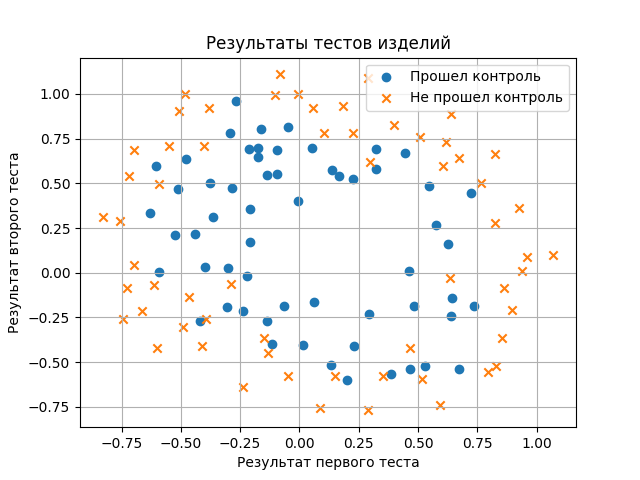 Результаты тестов изделий
Прошел контроль
Не прошел контроль
Результат второго теста
1.00
0.75
0.50
0.25
0.00
−0.25
−0.50
−0.75
−0.75 −0.50 −0.25 0.00 0.25 0.50 0.75 1.00
Результат первого теста